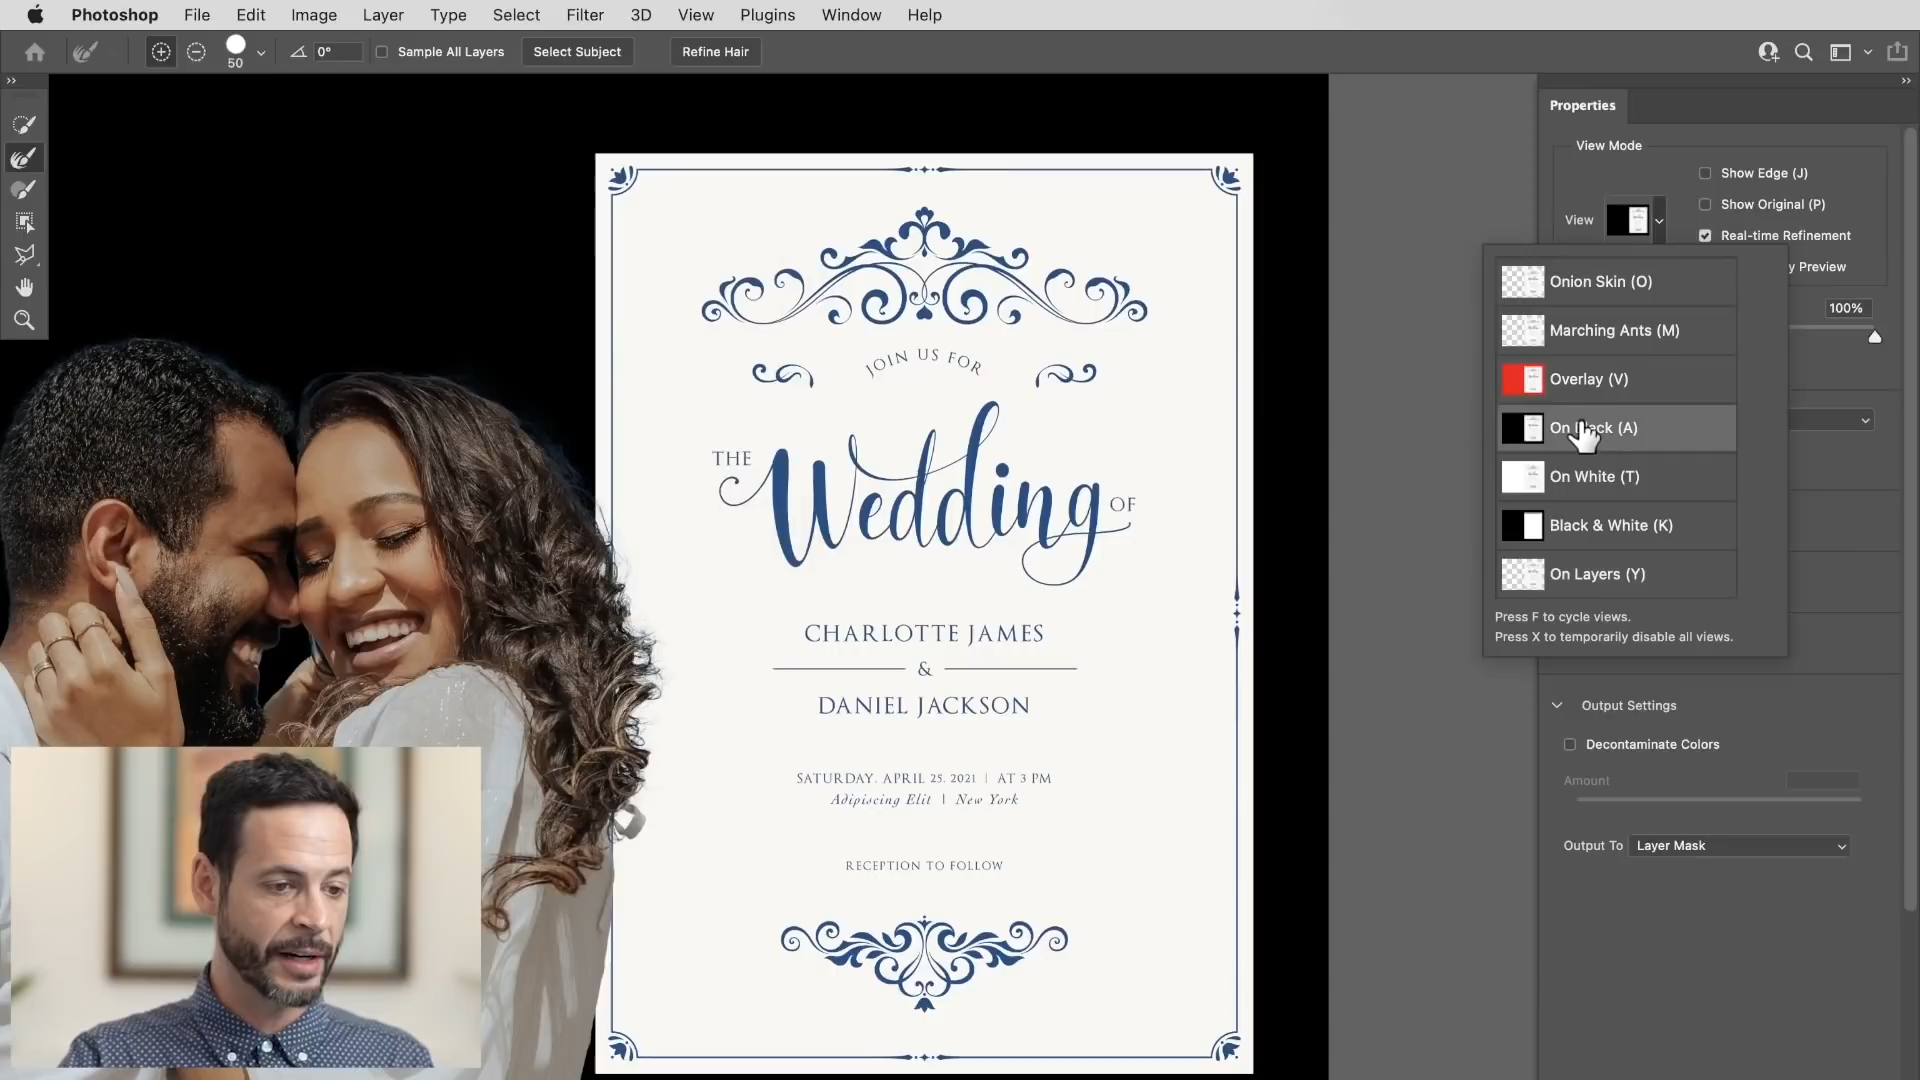 Photoshop File Edit Image Layer Type Select Filter 3D View Plugins Window Help
50 0° Sample All Layers Select Subject Refine Hair
Properties
View Mode
Show Edge (J)
Show Original (P)
View
Real-time Refinement
y Preview
100%
Onion Skin (O)
Marching Ants (M)
Overlay (V)
On Black (A)
On White (T)
Black & White (K)
On Layers (Y)
Press F to cycle views.
Press X to temporarily disable all views.
Output Settings
Decontaminate Colors
Amount
Output To Layer Mask
JOIN US FOR
THE Wedding OF
CHARLOTTE JAMES
&
DANIEL JACKSON
SATURDAY. APRIL 25. 2021 | AT 3 PM
Adipiscing Elit | New York
RECEPTION TO FOLLOW